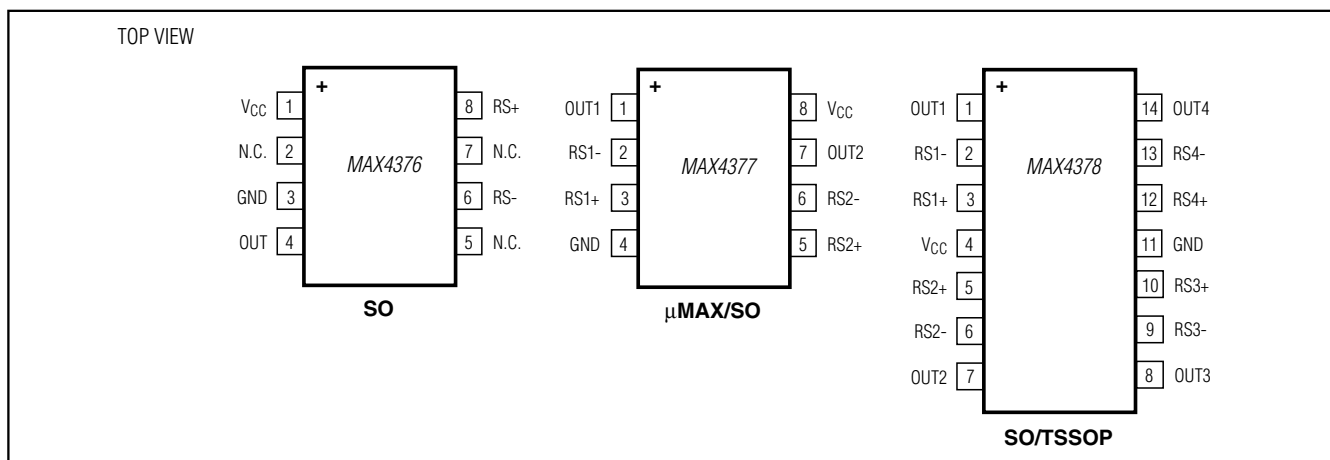 TOP VIEW
+
VCC 1
N.C. 2
GND 3
OUT 4
MAX4376
8 RS+
7 N.C.
6 RS-
5 N.C.
SO
+
OUT1 1
RS1- 2
RS1+ 3
GND 4
MAX4377
8 VCC
7 OUT2
6 RS2-
5 RS2+
µMAX/SO
+
OUT1 1
RS1- 2
RS1+ 3
VCC 4
RS2+ 5
RS2- 6
OUT2 7
MAX4378
14 OUT4
13 RS4-
12 RS4+
11 GND
10 RS3+
9 RS3-
8 OUT3
SO/TSSOP